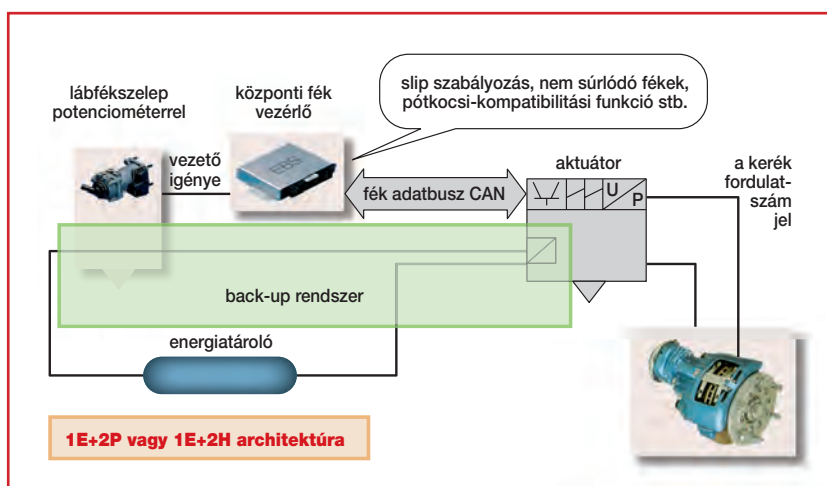 lábfékszelep
potenciométerrel
központi fék
vezérlő
slip szabályozás, nem súrlódó fékek,
pótkocsi-kompatibilitási funkció stb.
vezető
igénye
EBS
fék adatbusz CAN
aktuátor
U
P
a kerék
fordulat-
szám
jel
back-up rendszer
energiatároló
1E+2P vagy 1E+2H architektúra